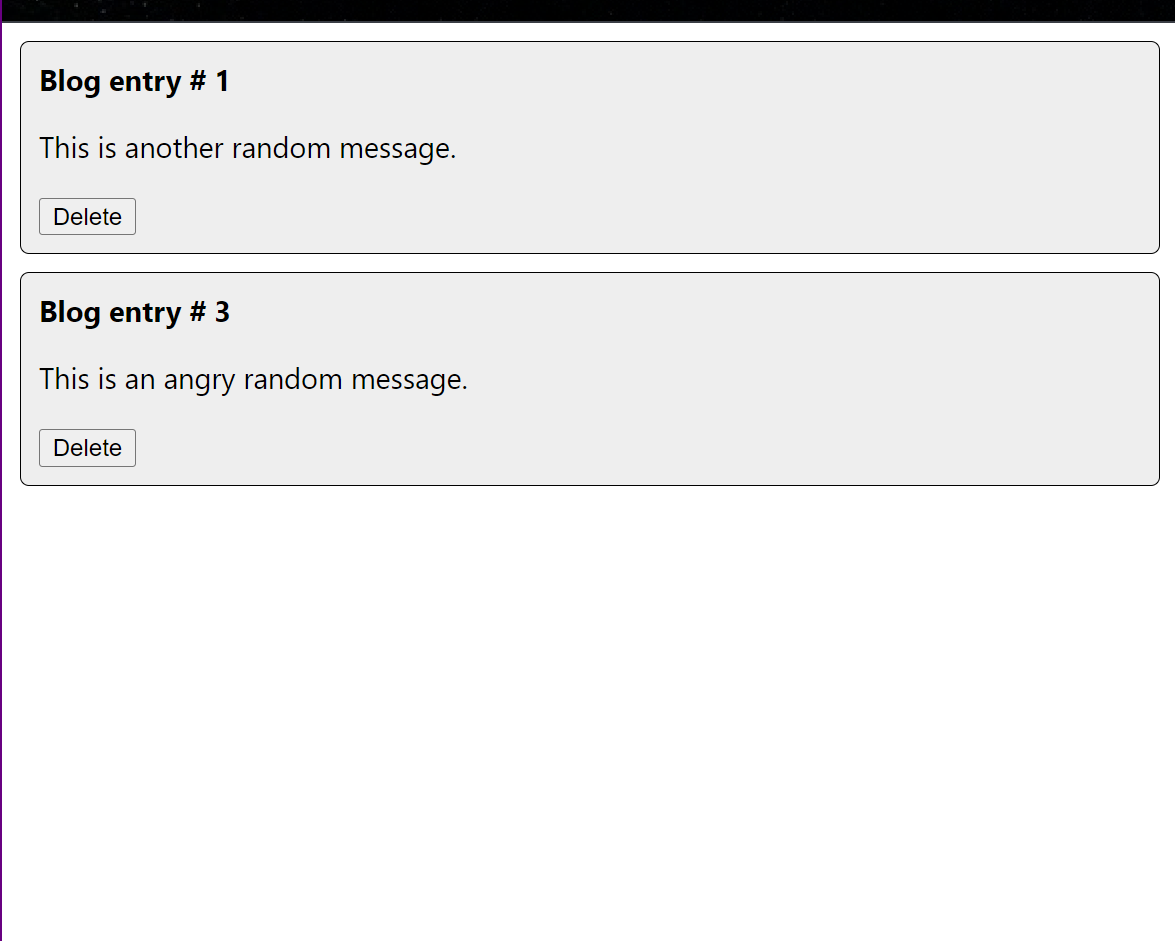 Blog entry # 1
This is another random message.
Delete
Blog entry # 3
This is an angry random message.
Delete